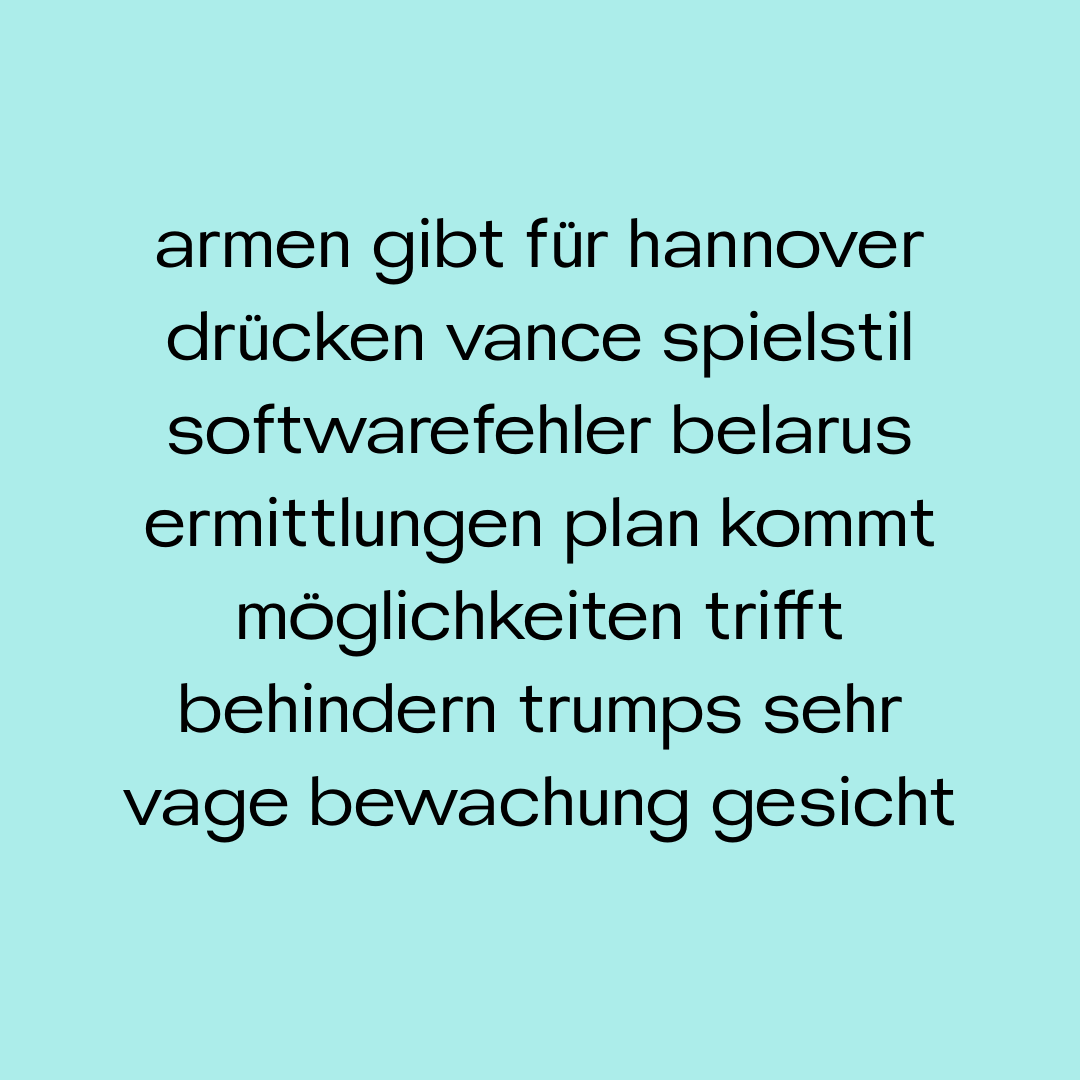 armen gibt für hannover
drücken vance spielstil
softwarefehler belarus
ermittlungen plan kommt
möglichkeiten trifft
behindern trumps sehr
vage bewachung gesicht